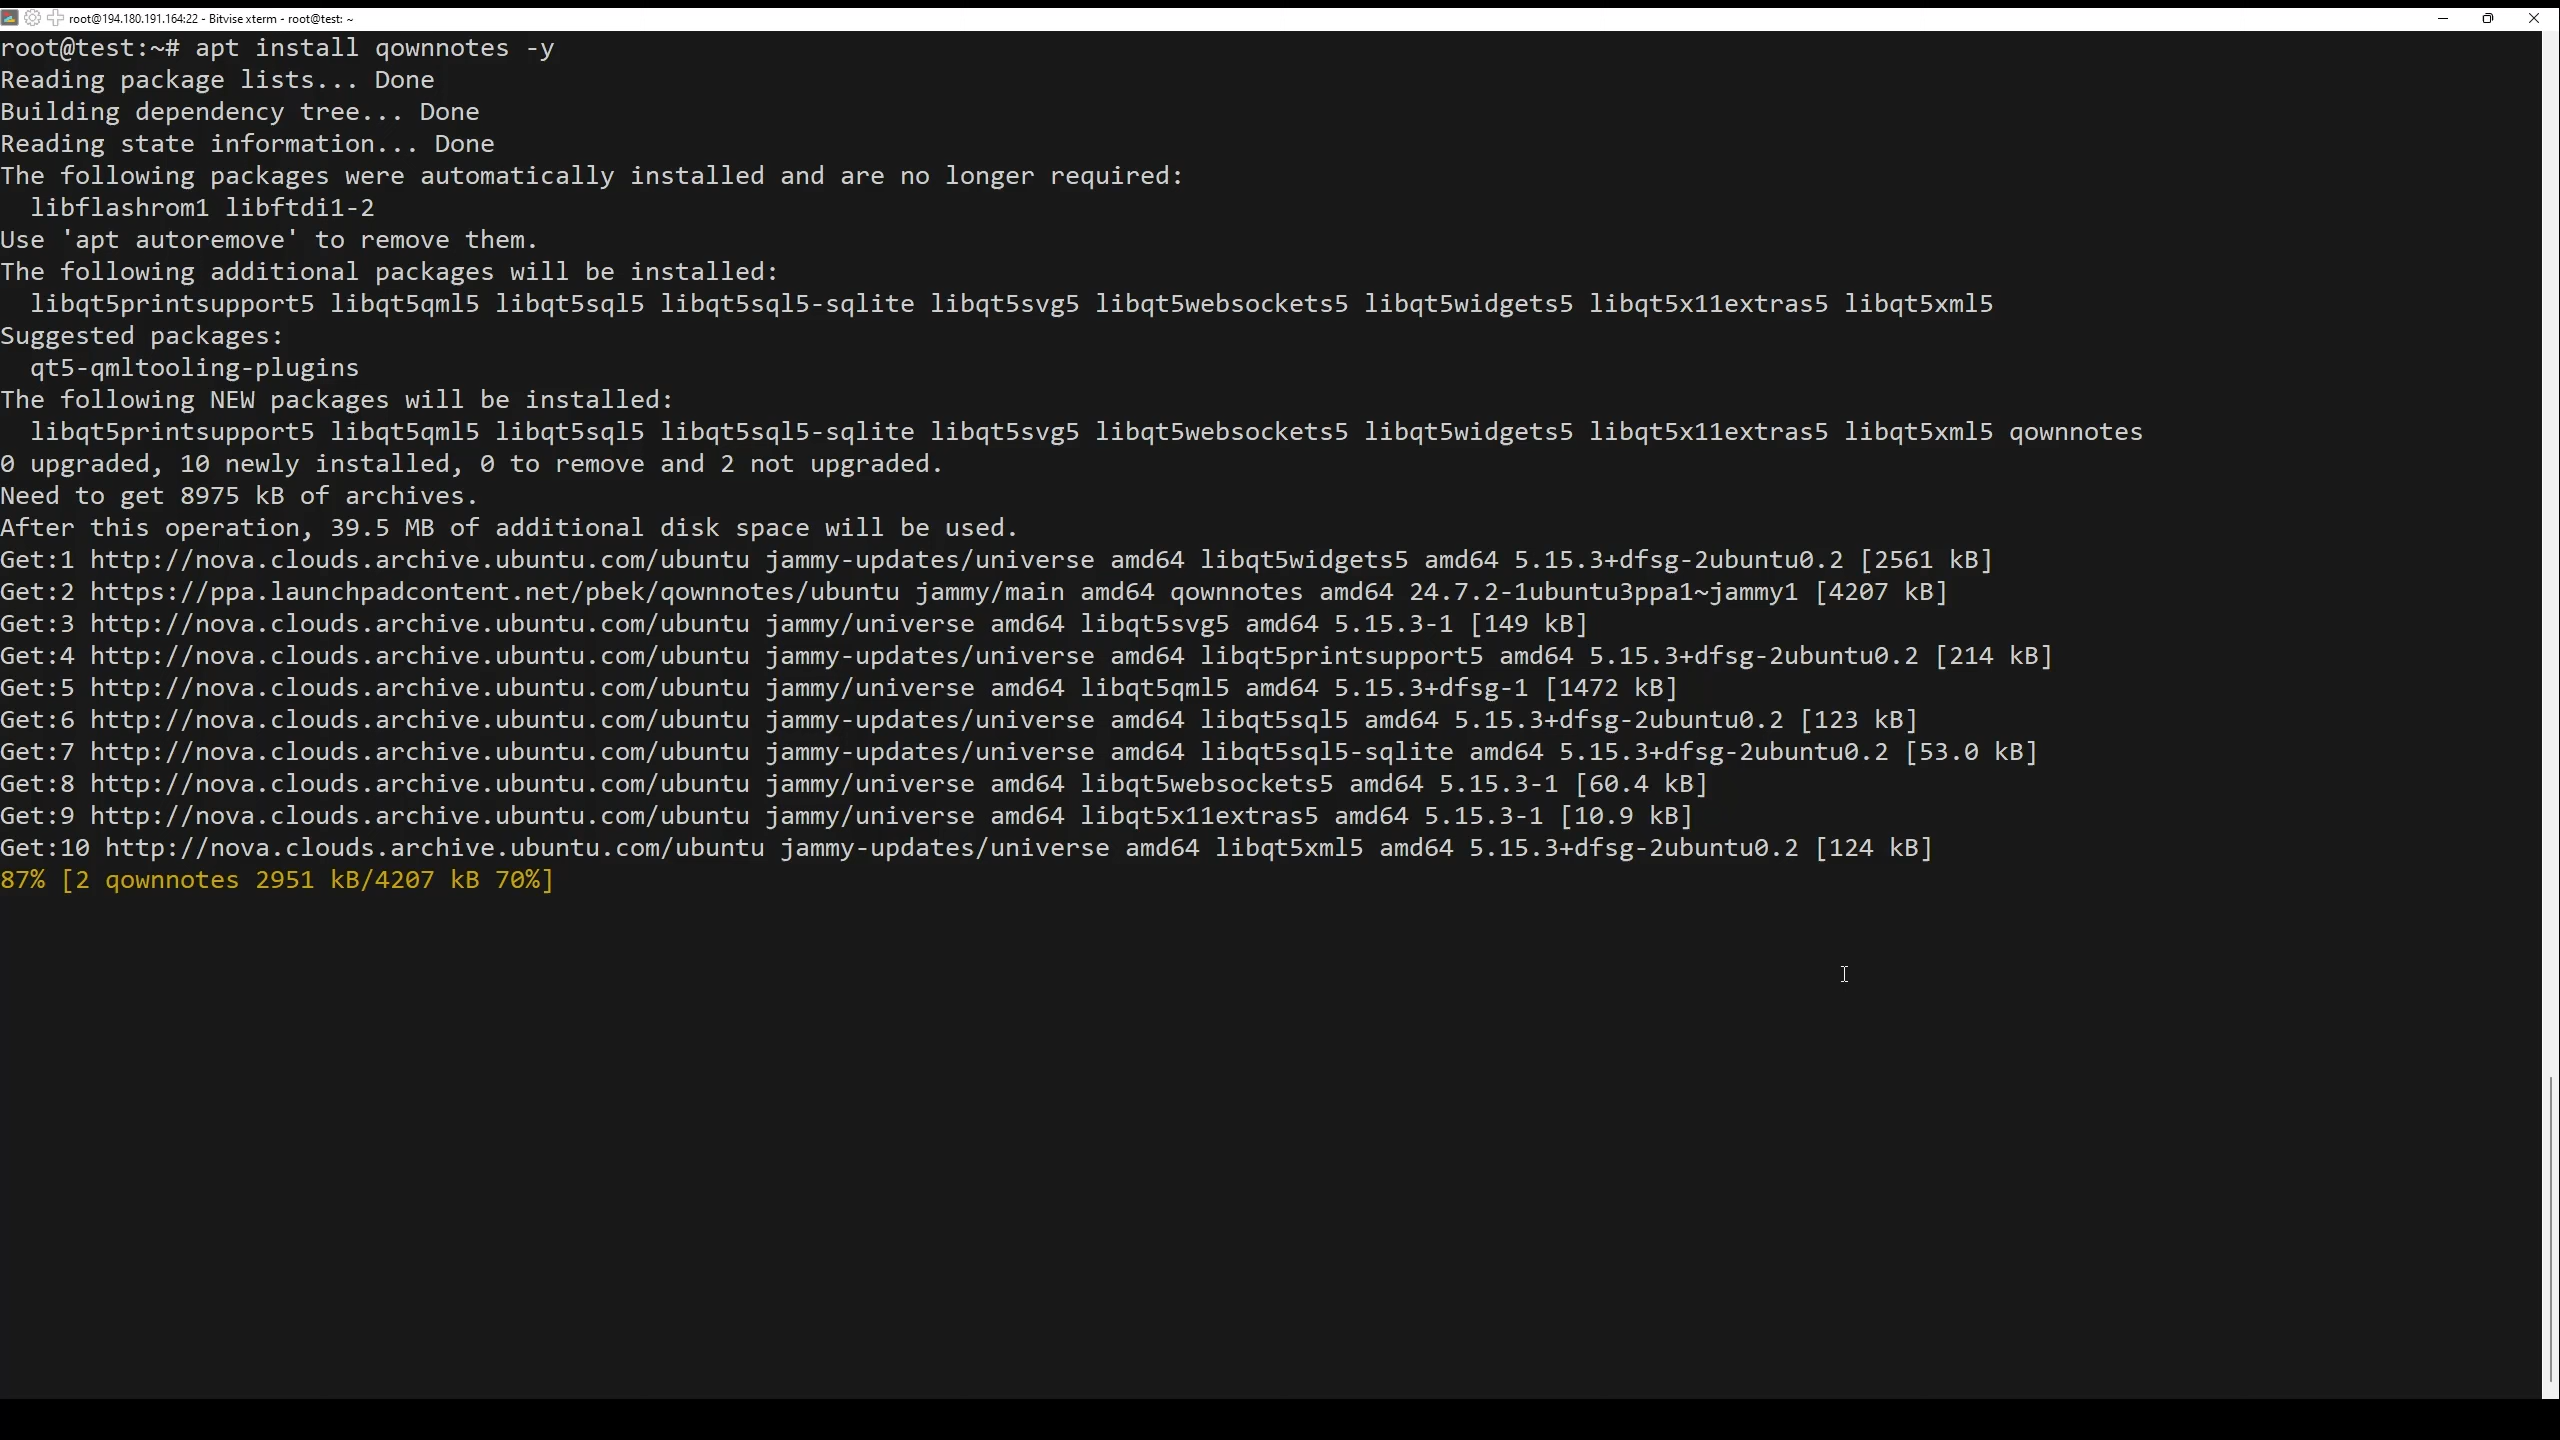 root@194.180.191.164:22 - Bitvise xterm - root@test: ~
root@test:~# apt install qownnotes -y
Reading package lists... Done
Building dependency tree... Done
Reading state information... Done
The following packages were automatically installed and are no longer required:
  libflashrom1 libftdi1-2
Use 'apt autoremove' to remove them.
The following additional packages will be installed:
  libqt5printsupport5 libqt5qml5 libqt5sql5 libqt5sql5-sqlite libqt5svg5 libqt5websockets5 libqt5widgets5 libqt5x11extras5 libqt5xml5
Suggested packages:
  qt5-qmltooling-plugins
The following NEW packages will be installed:
  libqt5printsupport5 libqt5qml5 libqt5sql5 libqt5sql5-sqlite libqt5svg5 libqt5websockets5 libqt5widgets5 libqt5x11extras5 libqt5xml5 qownnotes
0 upgraded, 10 newly installed, 0 to remove and 2 not upgraded.
Need to get 8975 kB of archives.
After this operation, 39.5 MB of additional disk space will be used.
Get:1 http://nova.clouds.archive.ubuntu.com/ubuntu jammy-updates/universe amd64 libqt5widgets5 amd64 5.15.3+dfsg-2ubuntu0.2 [2561 kB]
Get:2 https://ppa.launchpadcontent.net/pbek/qownnotes/ubuntu jammy/main amd64 qownnotes amd64 24.7.2-1ubuntu3ppa1~jammy1 [4207 kB]
Get:3 http://nova.clouds.archive.ubuntu.com/ubuntu jammy/universe amd64 libqt5svg5 amd64 5.15.3-1 [149 kB]
Get:4 http://nova.clouds.archive.ubuntu.com/ubuntu jammy-updates/universe amd64 libqt5printsupport5 amd64 5.15.3+dfsg-2ubuntu0.2 [214 kB]
Get:5 http://nova.clouds.archive.ubuntu.com/ubuntu jammy/universe amd64 libqt5qml5 amd64 5.15.3+dfsg-1 [1472 kB]
Get:6 http://nova.clouds.archive.ubuntu.com/ubuntu jammy-updates/universe amd64 libqt5sql5 amd64 5.15.3+dfsg-2ubuntu0.2 [123 kB]
Get:7 http://nova.clouds.archive.ubuntu.com/ubuntu jammy-updates/universe amd64 libqt5sql5-sqlite amd64 5.15.3+dfsg-2ubuntu0.2 [53.0 kB]
Get:8 http://nova.clouds.archive.ubuntu.com/ubuntu jammy/universe amd64 libqt5websockets5 amd64 5.15.3-1 [60.4 kB]
Get:9 http://nova.clouds.archive.ubuntu.com/ubuntu jammy/universe amd64 libqt5x11extras5 amd64 5.15.3-1 [10.9 kB]
Get:10 http://nova.clouds.archive.ubuntu.com/ubuntu jammy-updates/universe amd64 libqt5xml5 amd64 5.15.3+dfsg-2ubuntu0.2 [124 kB]
87% [2 qownnotes 2951 kB/4207 kB 70%]